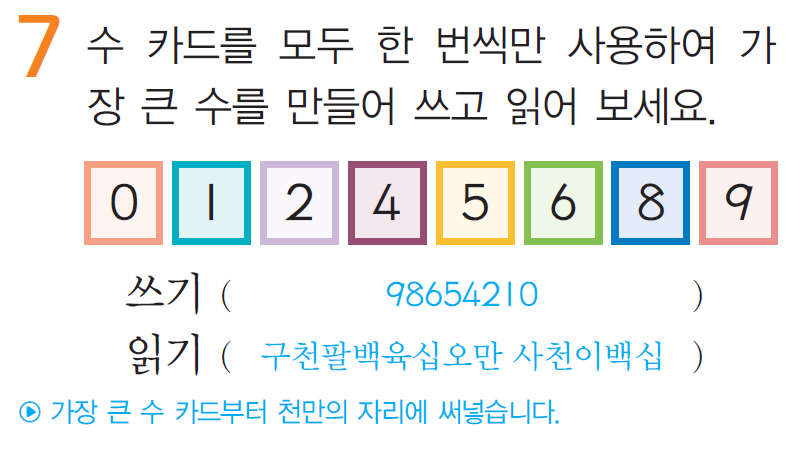 7 수 카드를 모두 한 번씩만 사용하여 가
장 큰 수를 만들어 쓰고 읽어 보세요.
0 1 2 4 5 6 8 9
쓰기 ( 98654210 )
읽기 ( 구천팔백육십오만 사천이백십 )
가장 큰 수 카드부터 천만의 자리에 써넣습니다.